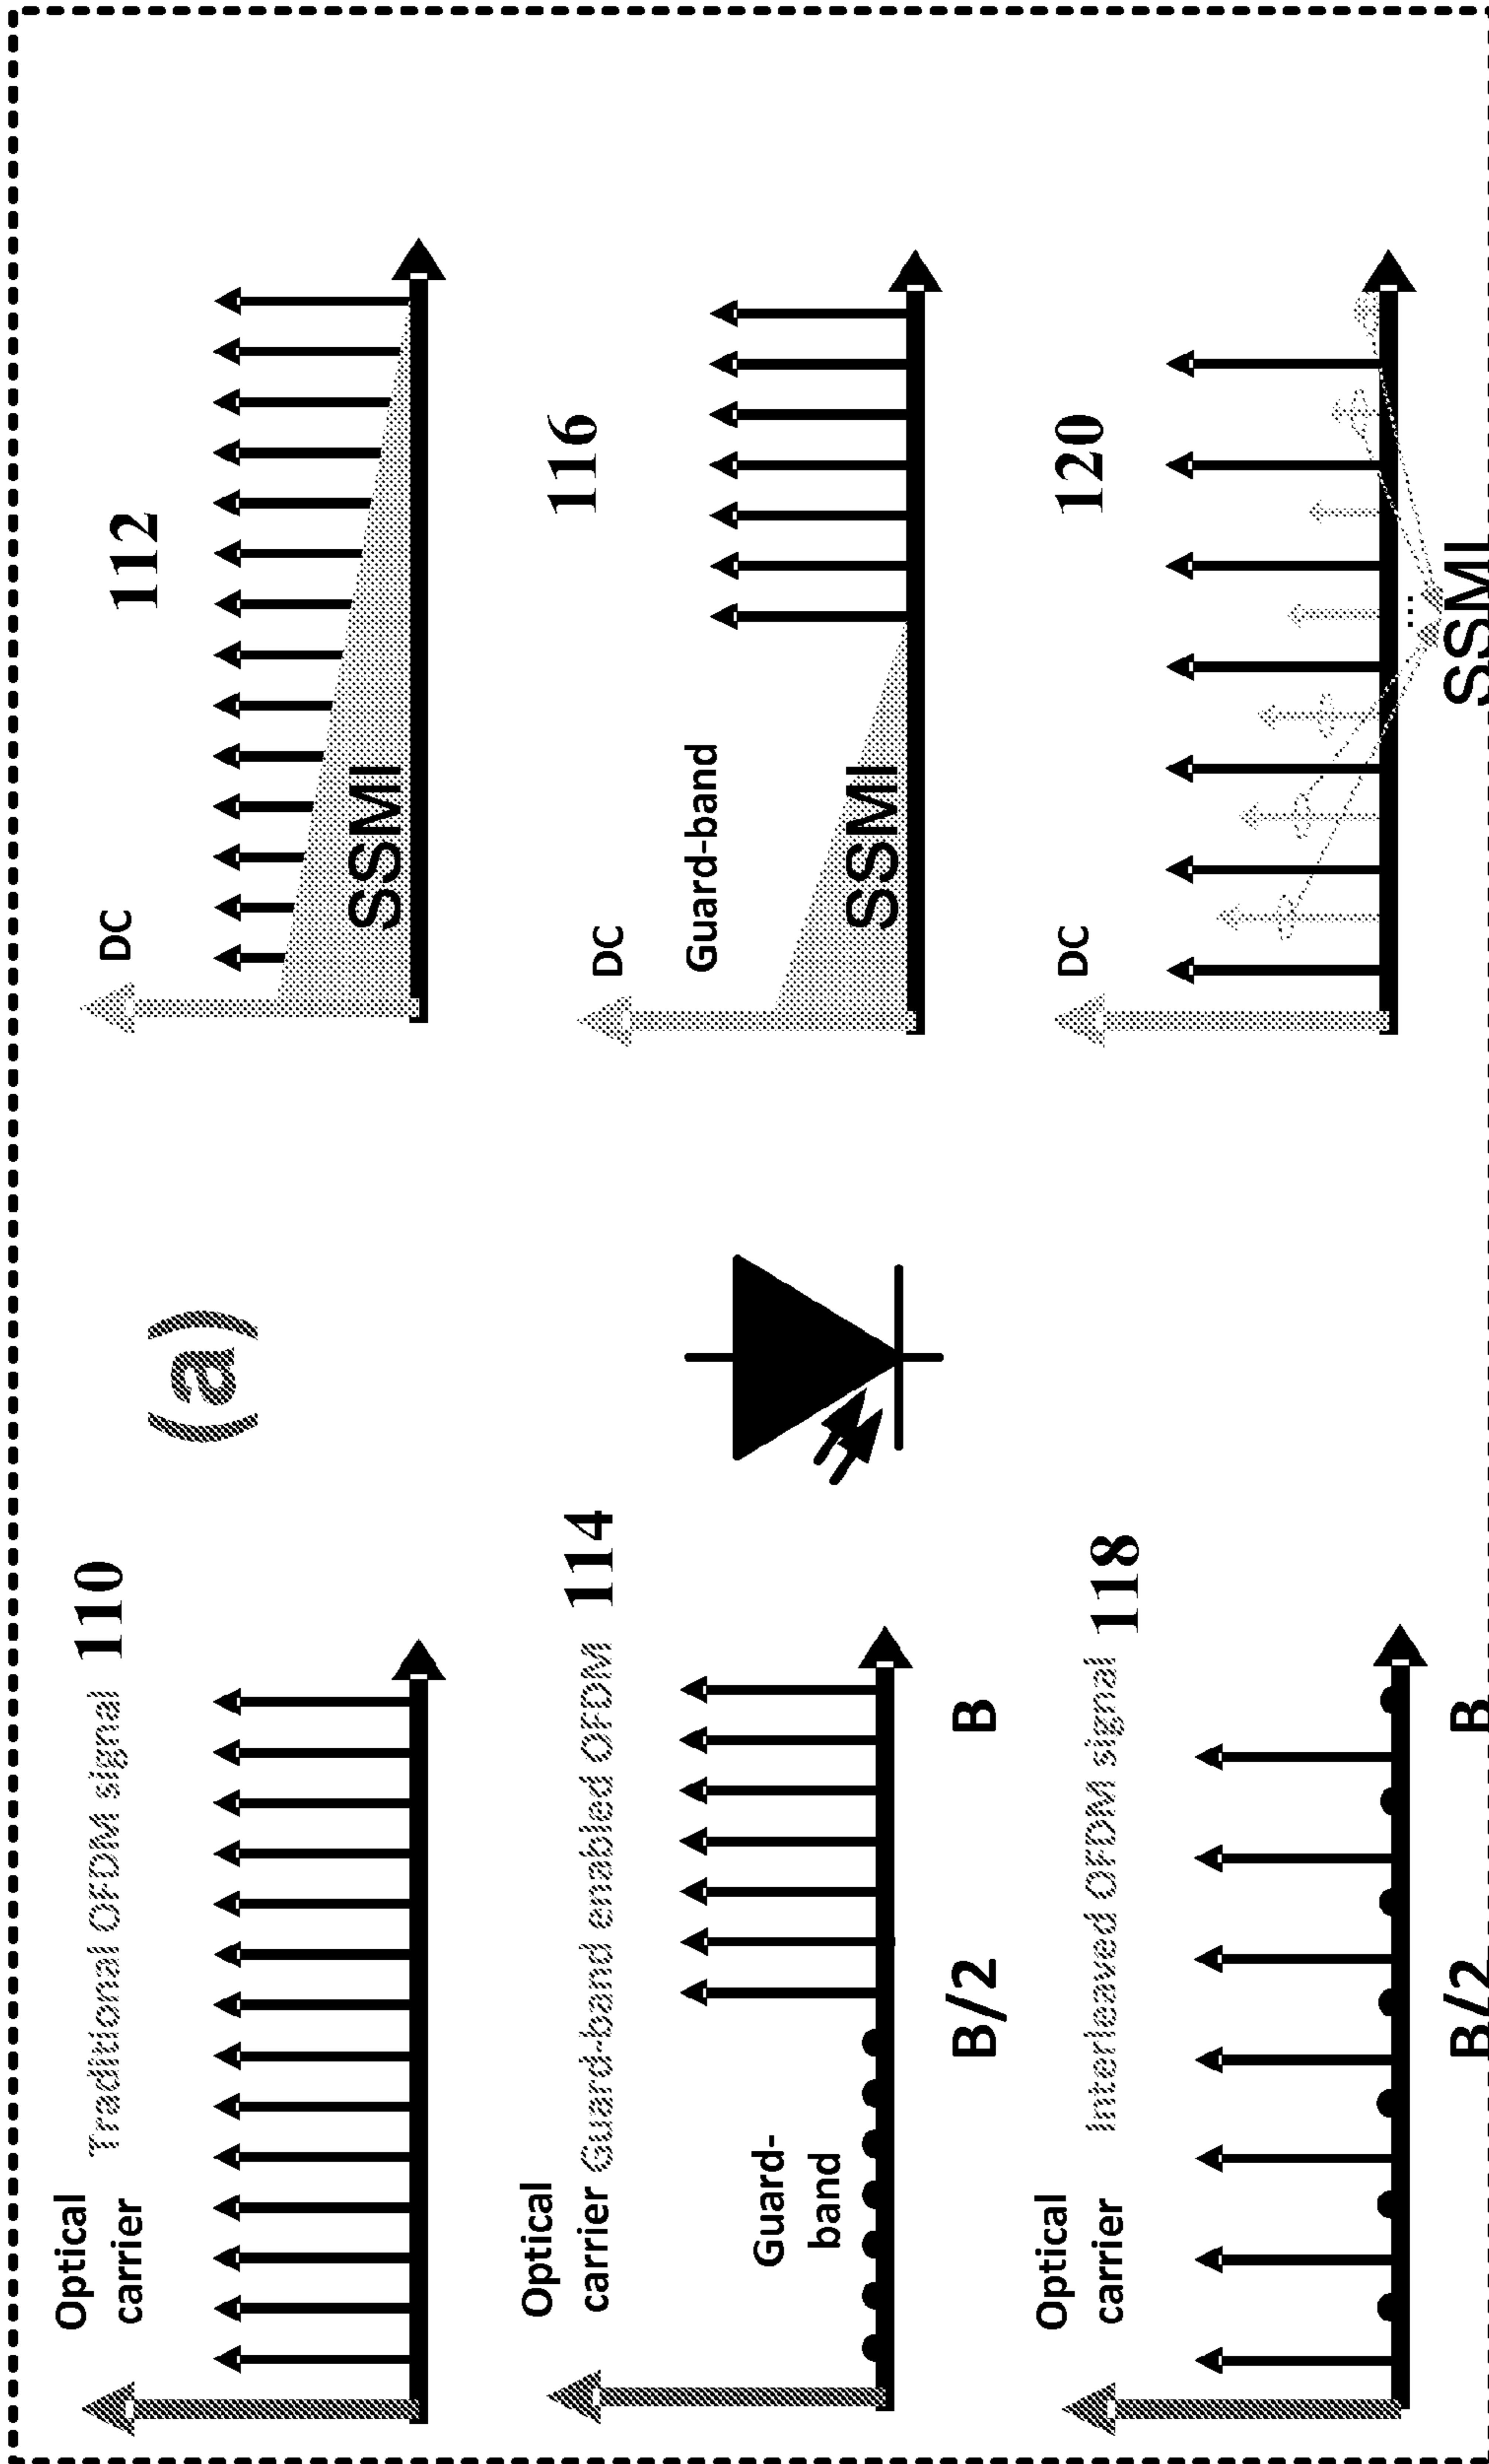 (a)
Optical
carrier
Traditional OFDM signal 110
DC
112
SSMI
Optical
carrier
Guard-band enabled OFDM 114
Guard-
band
B/2
B
DC
Guard-band
116
SSMI
Optical
carrier
Interleaved OFDM signal 118
B/2
B
DC
120
...
SSMI